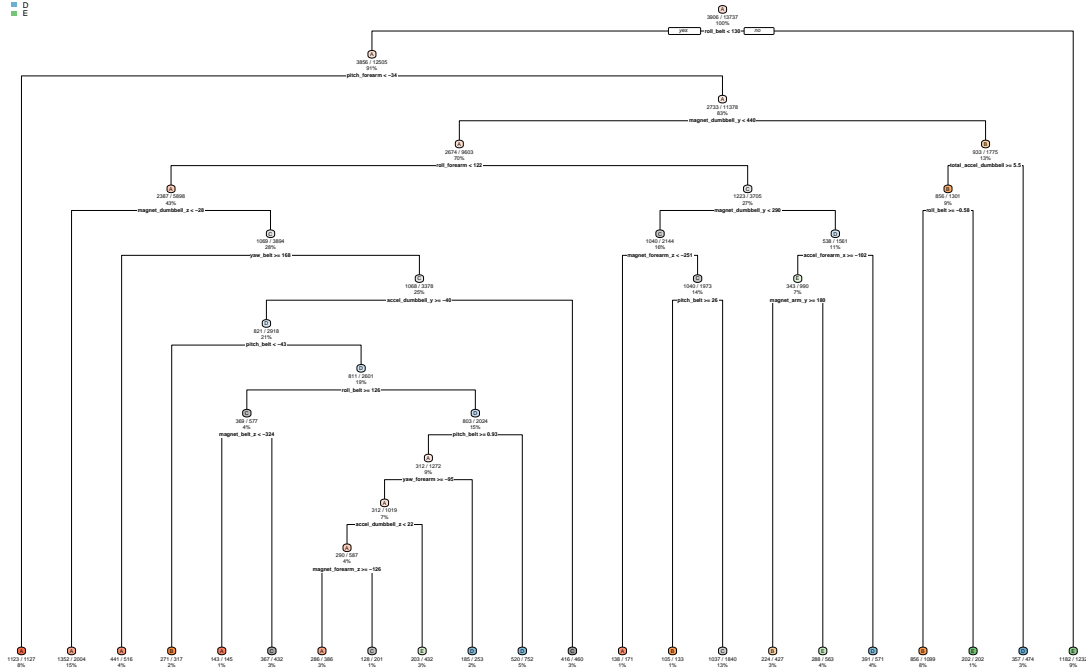 D
E
A
3906 / 13737
100%
yes roll_belt < 130 no
A
3856 / 12505
91%
pitch_forearm < −34
A
2733 / 11378
83%
magnet_dumbbell_y < 440
A
2674 / 9603
70%
roll_forearm < 122
B
933 / 1775
13%
total_accel_dumbbell >= 5.5
A
2387 / 5898
43%
magnet_dumbbell_z < −28
C
1223 / 3705
27%
magnet_dumbbell_y < 290
B
856 / 1301
9%
roll_belt >= −0.58
C
1069 / 3894
28%
yaw_belt >= 168
C
1040 / 2144
16%
magnet_forearm_z < −251
D
538 / 1561
11%
accel_forearm_x >= −102
C
1068 / 3378
25%
accel_dumbbell_y >= −40
C
1040 / 1973
14%
pitch_belt >= 26
E
343 / 990
7%
magnet_arm_y >= 188
D
821 / 2918
21%
pitch_belt < −43
D
811 / 2601
19%
roll_belt >= 126
C
369 / 577
4%
magnet_belt_z < −324
D
803 / 2024
15%
pitch_belt >= 0.93
A
312 / 1272
9%
yaw_forearm >= −95
A
312 / 1019
7%
accel_dumbbell_z < 22
A
290 / 587
4%
magnet_forearm_z >= −126
A A A B A C A C E D D C A B C B E D B E D E
1123 / 1127 1352 / 2004 441 / 516 271 / 317 143 / 145 367 / 432 286 / 386 128 / 201 203 / 432 185 / 253 520 / 752 416 / 460 138 / 171 105 / 133 1037 / 1840 224 / 427 288 / 563 391 / 571 856 / 1099 202 / 202 357 / 474
8% 15% 4% 2% 1% 3% 3% 1% 3% 2% 5% 3% 1% 1% 13% 3% 4% 4% 8% 1% 3% 9%